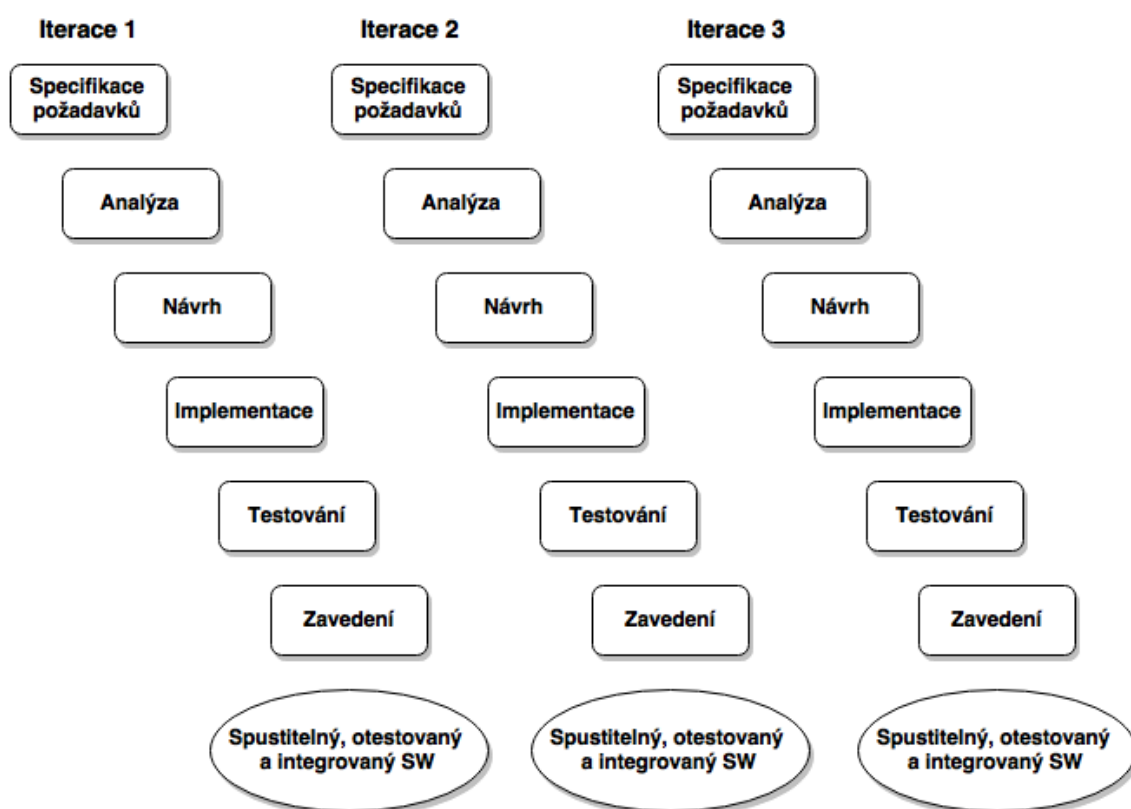 Iterace 1
Iterace 2
Iterace 3
Specifikace
požadavků
Specifikace
požadavků
Specifikace
požadavků
Analýza
Analýza
Analýza
Návrh
Návrh
Návrh
Implementace
Implementace
Implementace
Testování
Testování
Testování
Zavedení
Zavedení
Zavedení
Spustitelný, otestovaný
a integrovaný SW
Spustitelný, otestovaný
a integrovaný SW
Spustitelný, otestovaný
a integrovaný SW